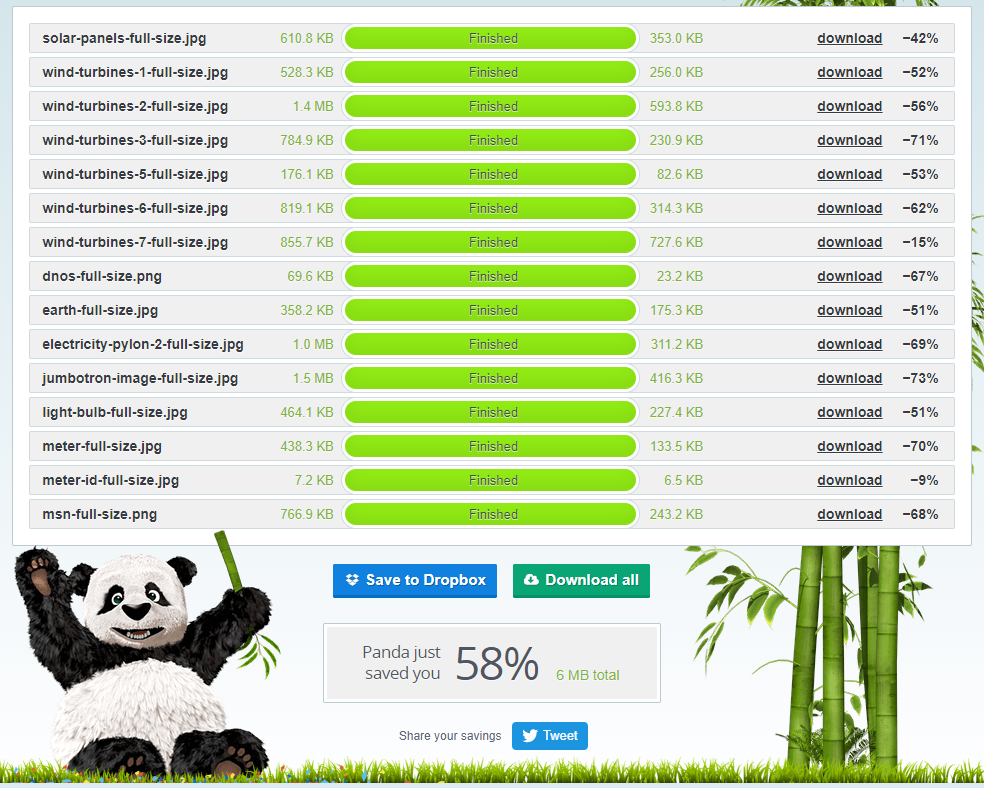 solar-panels-full-size.jpg 610.8 KB Finished 353.0 KB download −42%
wind-turbines-1-full-size.jpg 528.3 KB Finished 256.0 KB download −52%
wind-turbines-2-full-size.jpg 1.4 MB Finished 593.8 KB download −56%
wind-turbines-3-full-size.jpg 784.9 KB Finished 230.9 KB download −71%
wind-turbines-5-full-size.jpg 176.1 KB Finished 82.6 KB download −53%
wind-turbines-6-full-size.jpg 819.1 KB Finished 314.3 KB download −62%
wind-turbines-7-full-size.jpg 855.7 KB Finished 727.6 KB download −15%
dnos-full-size.png 69.6 KB Finished 23.2 KB download −67%
earth-full-size.jpg 358.2 KB Finished 175.3 KB download −51%
electricity-pylon-2-full-size.jpg 1.0 MB Finished 311.2 KB download −69%
jumbotron-image-full-size.jpg 1.5 MB Finished 416.3 KB download −73%
light-bulb-full-size.jpg 464.1 KB Finished 227.4 KB download −51%
meter-full-size.jpg 438.3 KB Finished 133.5 KB download −70%
meter-id-full-size.jpg 7.2 KB Finished 6.5 KB download −9%
msn-full-size.png 766.9 KB Finished 243.2 KB download −68%
Save to Dropbox Download all
Panda just
saved you 58% 6 MB total
Share your savings Tweet